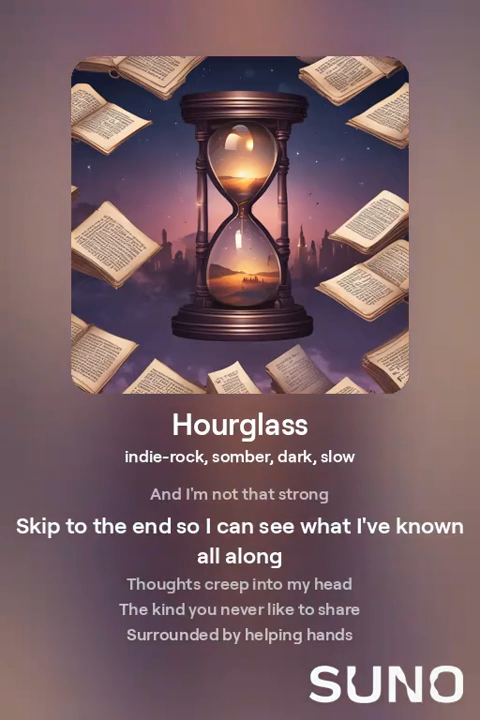 Hourglass
indie-rock, somber, dark, slow
And I'm not that strong
Skip to the end so I can see what I've known
all along
Thoughts creep into my head
The kind you never like to share
Surrounded by helping hands
SUNO